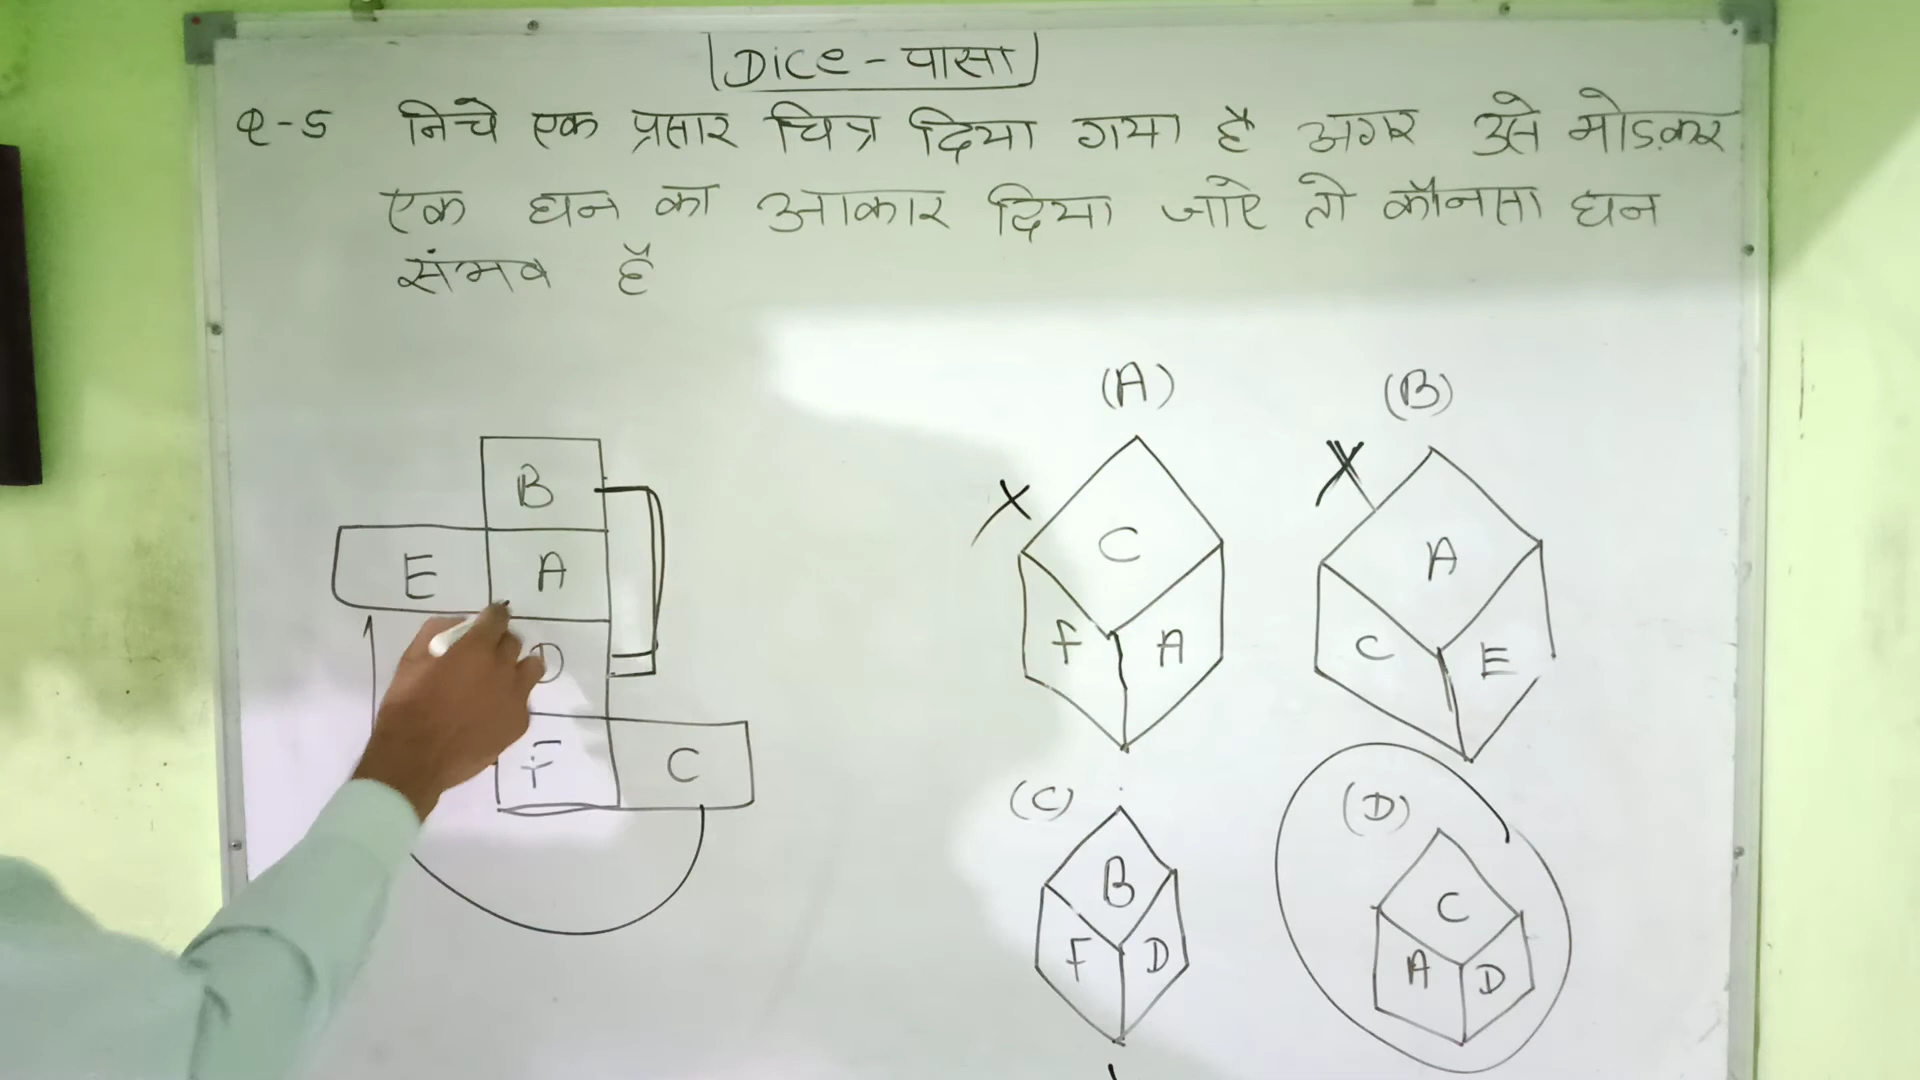 Dice - पासा
Q-5 निचे एक प्रसार चित्र दिया गया है अगर उसे मोड़कर
एक घन का आकार दिया जाऐ तो कौनसा घन
संभव है
(A) (B)
B
E A
D
F C
C
F A
A
C E
(C) (D)
B
F D
C
A D